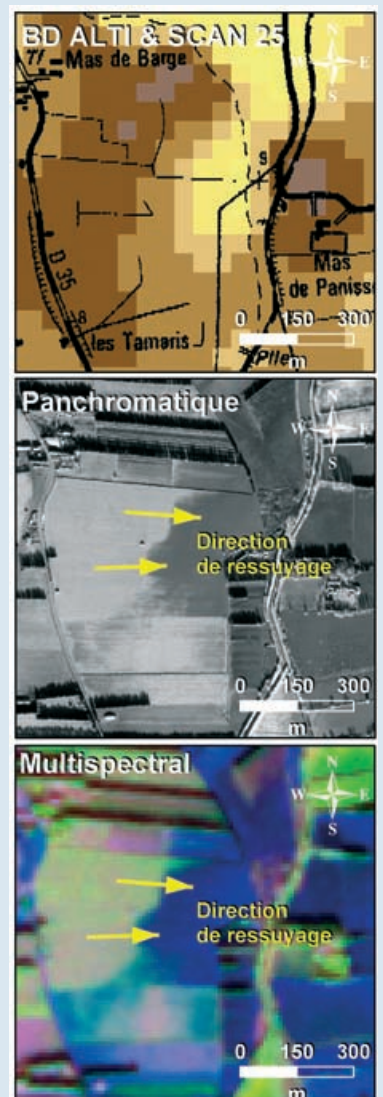 BD ALTI & SCAN 25
Mas de Barge
N
W E
S
D 35
8
Mas
de Paniss
les Tamaris
0 150 300
m
Panchromatique
N
W E
S
Direction
de ressuyage
0 150 300
m
Multispectral
N
W E
S
Direction
de ressuyage
0 150 300
m